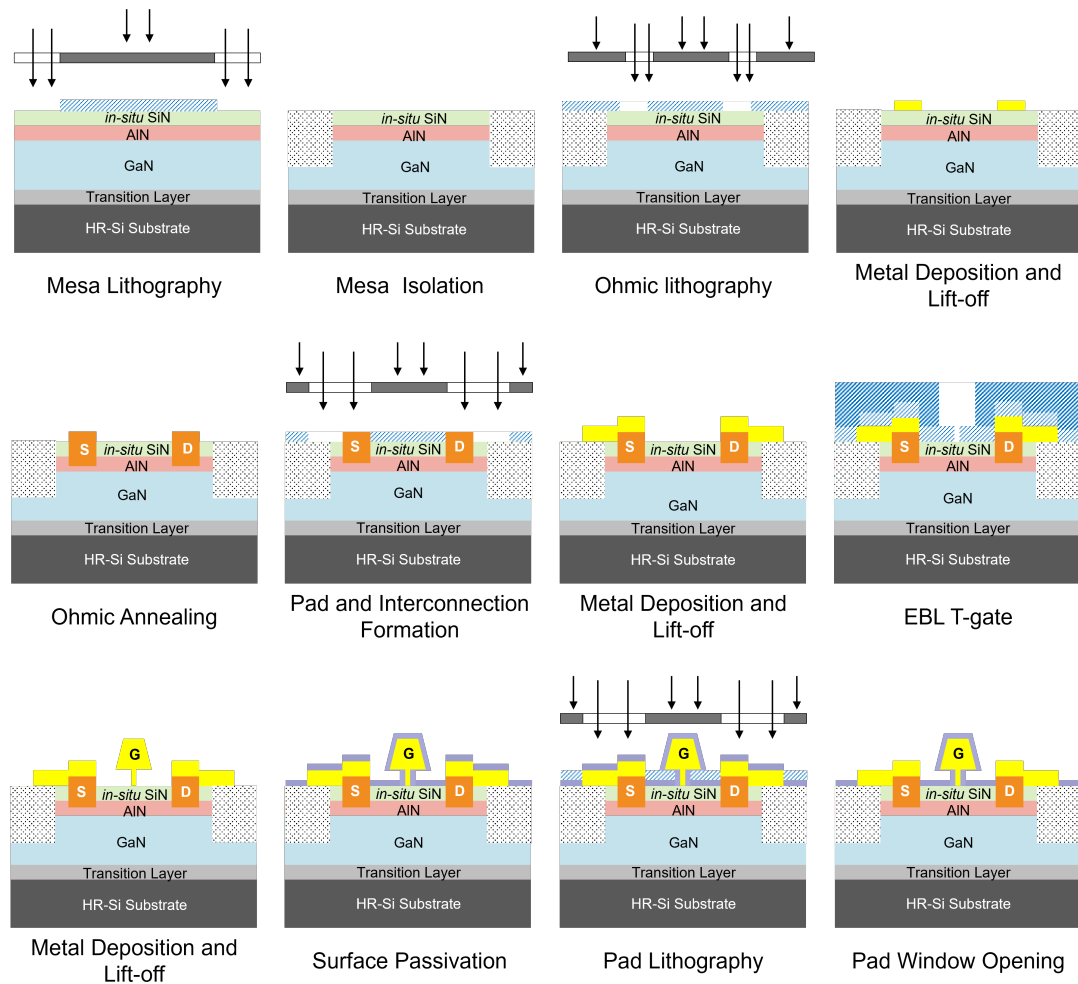 in-situ SiN
AlN
GaN
Transition Layer
HR-Si Substrate
Mesa Lithography
in-situ SiN
AlN
GaN
Transition Layer
HR-Si Substrate
Mesa Isolation
in-situ SiN
AlN
GaN
Transition Layer
HR-Si Substrate
Ohmic lithography
in-situ SiN
AlN
GaN
Transition Layer
HR-Si Substrate
Metal Deposition and
Lift-off
S in-situ SiN D
AlN
GaN
Transition Layer
HR-Si Substrate
Ohmic Annealing
S in-situ SiN D
AlN
GaN
Transition Layer
HR-Si Substrate
Pad and Interconnection
Formation
S in-situ SiN D
AlN
GaN
Transition Layer
HR-Si Substrate
Metal Deposition and
Lift-off
S in-situ SiN D
AlN
GaN
Transition Layer
HR-Si Substrate
EBL T-gate
G
S in-situ SiN D
AlN
GaN
Transition Layer
HR-Si Substrate
Metal Deposition and
Lift-off
G
S in-situ SiN D
AlN
GaN
Transition Layer
HR-Si Substrate
Surface Passivation
G
S in-situ SiN D
AlN
GaN
Transition Layer
HR-Si Substrate
Pad Lithography
G
S in-situ SiN D
AlN
GaN
Transition Layer
HR-Si Substrate
Pad Window Opening